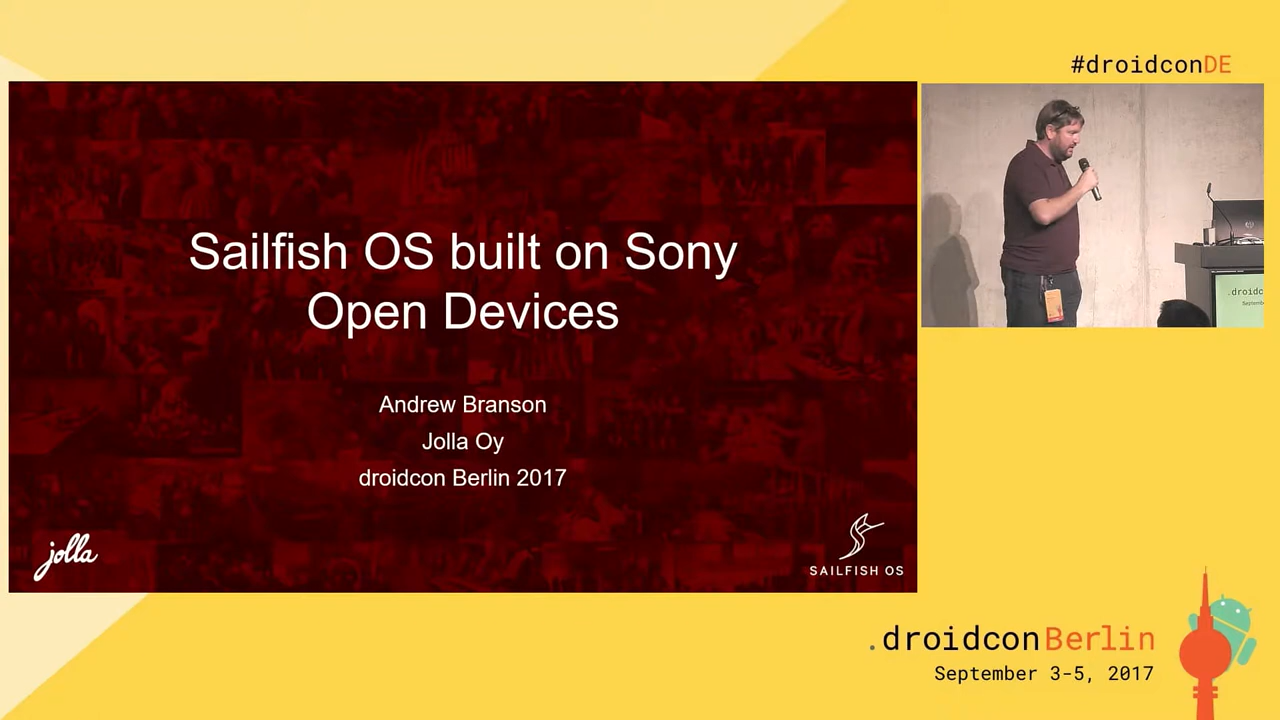 #droidconDE
Sailfish OS built on Sony
Open Devices
Andrew Branson
Jolla Oy
droidcon Berlin 2017
jolla
SAILFISH OS
.droidc
.droidconBerlin
September 3-5, 2017